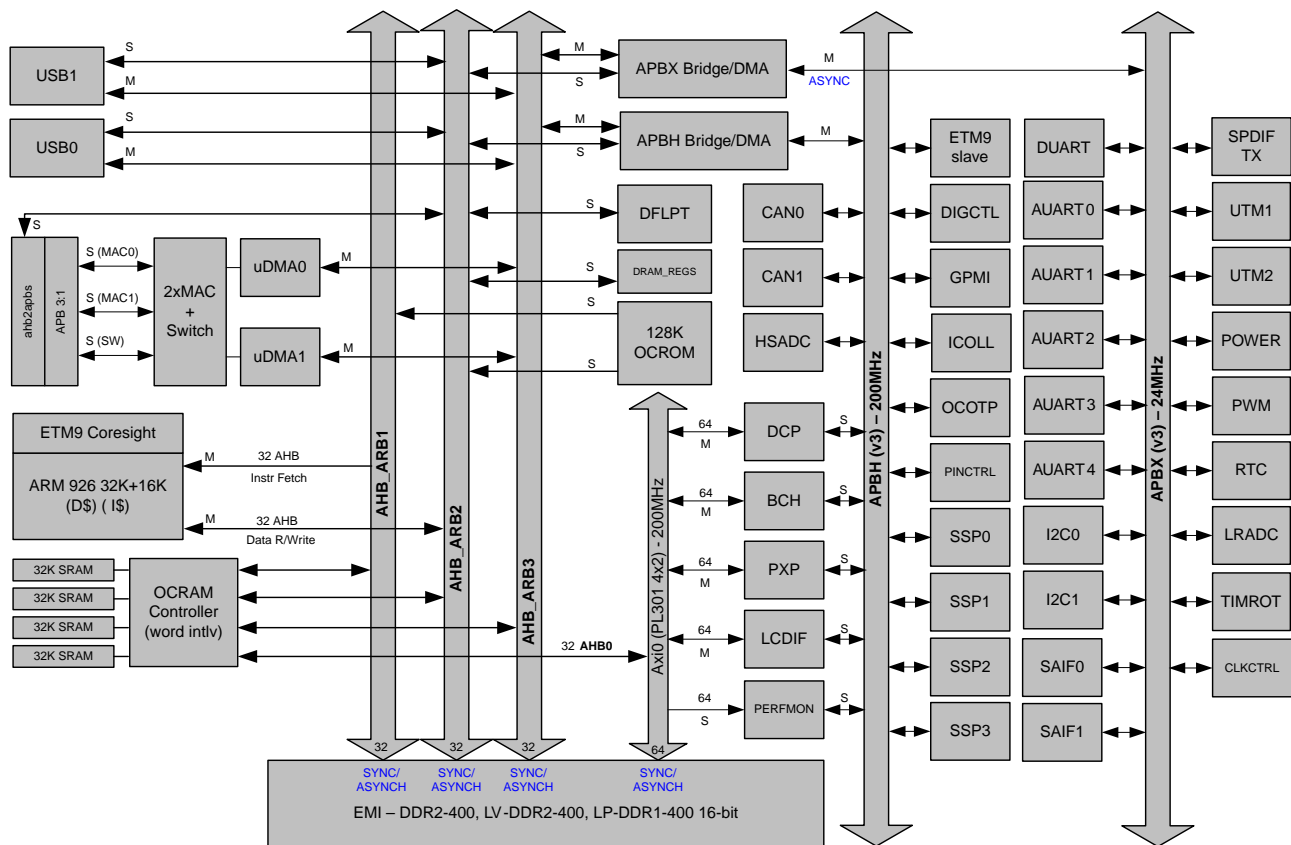 USB1
S
M
USB0
S
M
S
ahb2apbs
APB 3:1
S (MAC0)
S (MAC1)
S (SW)
2xMAC
+
Switch
uDMA0
M
uDMA1
M
ETM9 Coresight
ARM 926 32K+16K
(D$) ( I$)
M
32 AHB
Instr Fetch
M
32 AHB
Data R/Write
32K SRAM
32K SRAM
32K SRAM
32K SRAM
OCRAM
Controller
(word intlv)
32 AHB0
AHB_ARB1
AHB_ARB2
AHB_ARB3
M
S
APBX Bridge/DMA
M
ASYNC
M
S
APBH Bridge/DMA
M
S
DFLPT
S
DRAM_REGS
S
128K
OCROM
S
Axi0 (PL301 4x2) - 200MHz
CAN0
CAN1
HSADC
64
M
DCP
S
64
M
BCH
S
64
M
PXP
S
64
M
LCDIF
S
64
S
PERFMON
S
APBH (v3) – 200MHz
ETM9
slave
DIGCTL
GPMI
ICOLL
OCOTP
PINCTRL
SSP0
SSP1
SSP2
SSP3
DUART
AUART0
AUART1
AUART2
AUART3
AUART4
I2C0
I2C1
SAIF0
SAIF1
APBX (v3) – 24MHz
SPDIF
TX
UTM1
UTM2
POWER
PWM
RTC
LRADC
TIMROT
CLKCTRL
32
32
32
64
SYNC/
ASYNCH
SYNC/
ASYNCH
SYNC/
ASYNCH
SYNC/
ASYNCH
EMI – DDR2-400, LV-DDR2-400, LP-DDR1-400 16-bit